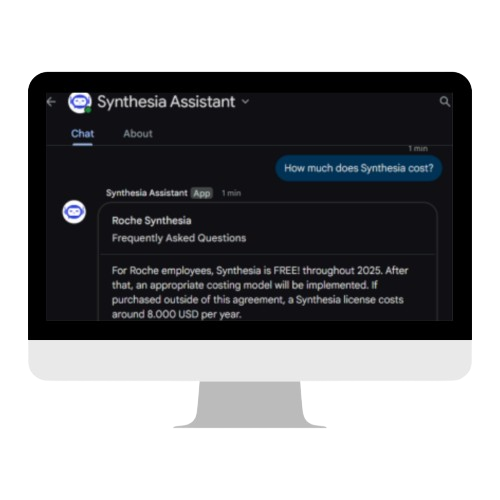 Synthesia Assistant
Chat About
1 min
How much does Synthesia cost?
Synthesia Assistant App 1 min
Roche Synthesia
Frequently Asked Questions
For Roche employees, Synthesia is FREE! throughout 2025. After
that, an appropriate costing model will be implemented. If
purchased outside of this agreement, a Synthesia license costs
around 8.000 USD per year.